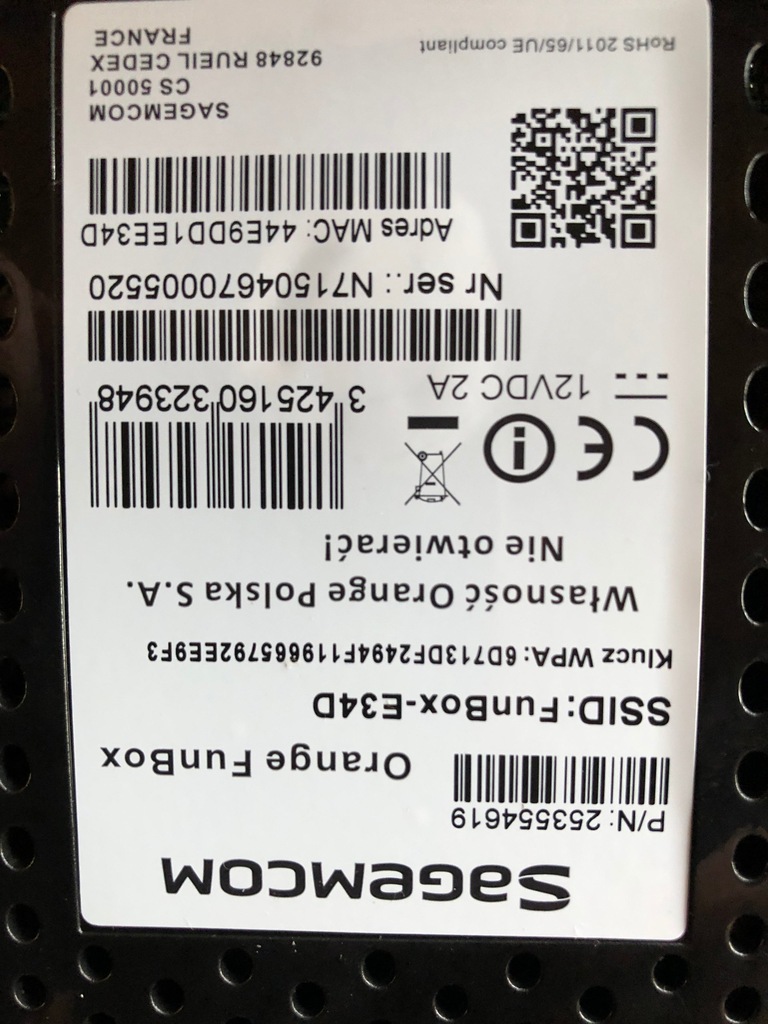 SAGEMCOM
P/N: 253554619
Orange FunBox
SSID:FunBox-E34D
Klucz WPA: 6D713DF2494F119665792EE9F3
Własność Orange Polska S.A.
Nie otwierać!
CE
3 425160 323948
12VDC 2A
Nr ser.: N71504670005520
Adres MAC: 44E9DD1EE34D
SAGEMCOM
CS 50001
92848 RUEIL CEDEX
FRANCE
RoHS 2011/65/UE compliant